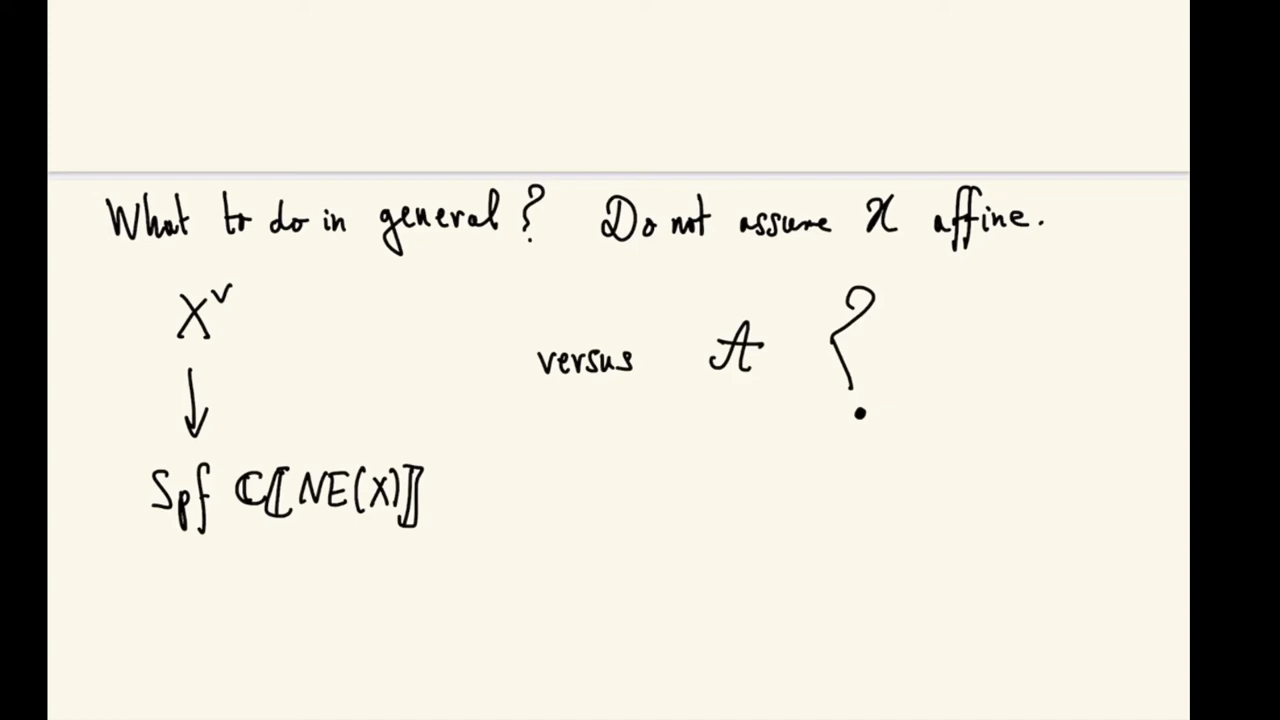 What to do in general? Do not assume 𝒳 affine.
X^∨
versus 𝒜 ?
↓
Spf ℂ⟦NE(X)⟧